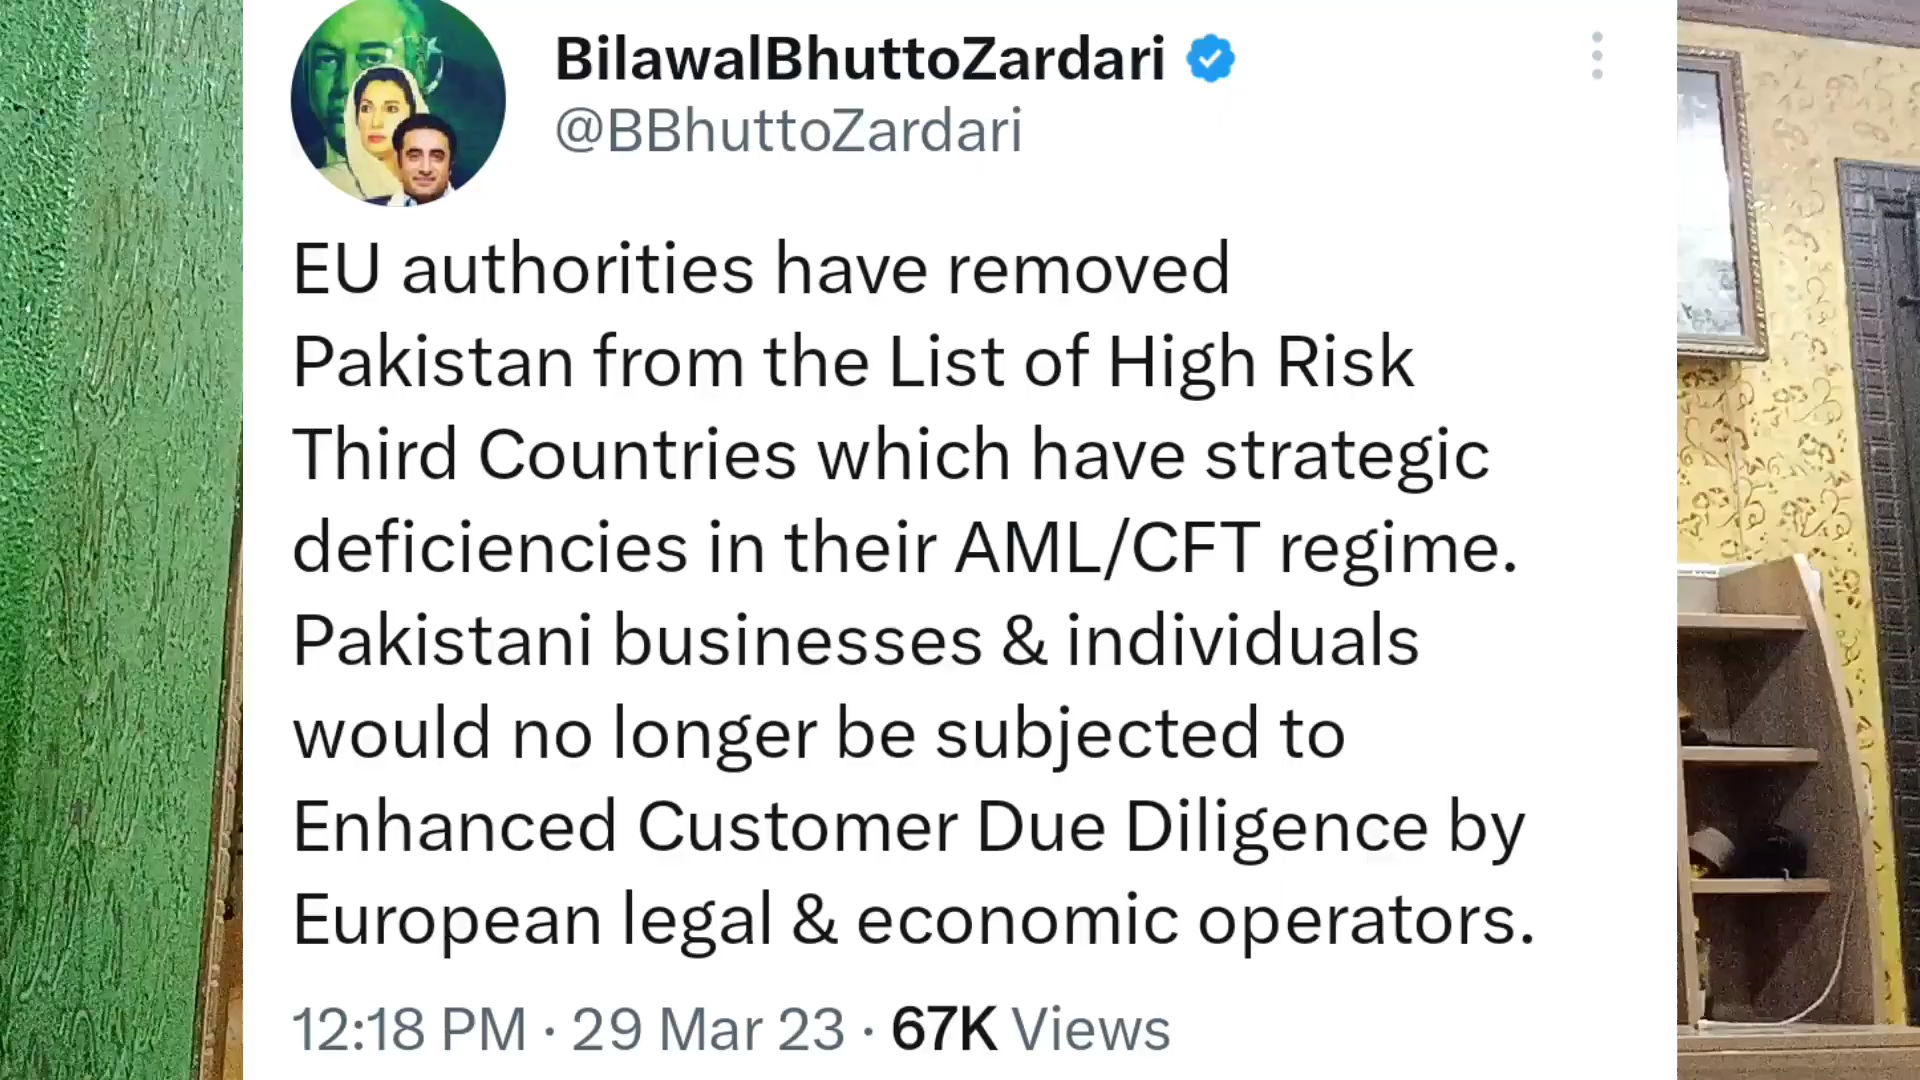 BilawalBhuttoZardari
@BBhuttoZardari
EU authorities have removed
Pakistan from the List of High Risk
Third Countries which have strategic
deficiencies in their AML/CFT regime.
Pakistani businesses & individuals
would no longer be subjected to
Enhanced Customer Due Diligence by
European legal & economic operators.
12:18 PM · 29 Mar 23 · 67K Views